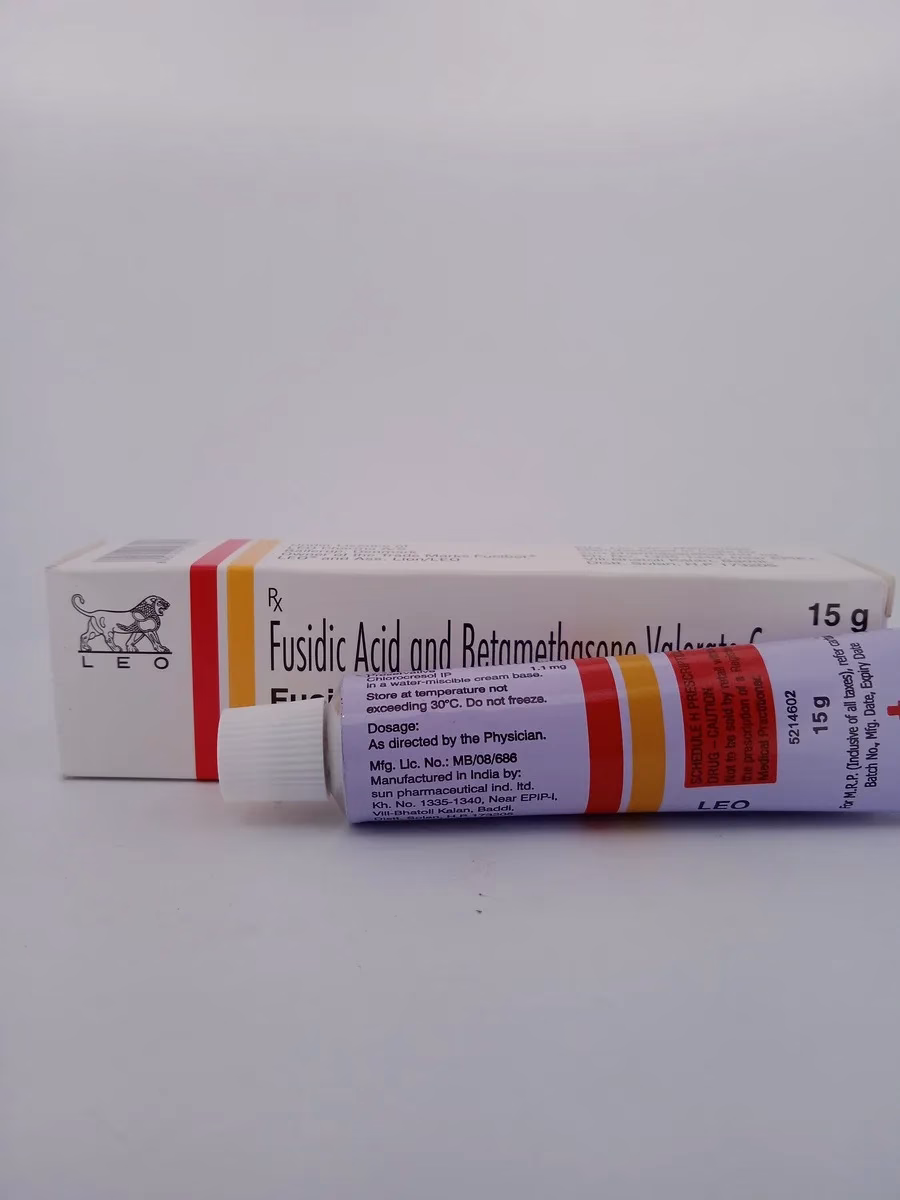 LEO
Rx
Fusidic Acid and Betamethasone Valerate
15 g
Chlorocresol IP 1.1 mg
in a water-miscible cream base.
Store at temperature not
exceeding 30°C. Do not freeze.
Dosage:
As directed by the Physician.
Mfg. Lic. No.: MB/08/686
Manufactured in India by:
sun pharmaceutical ind. ltd.
Kh. No. 1335-1340, Near EPIP-I,
Vill-Bhatoli Kalan, Baddi,
Distt. Solan, H.P. 173205
SCHEDULE H
DRUG – CAUTION
Not to be sold by retail
the prescription of a
Medical Practitioner.
LEO
5214602
15 g
For M.R.P. (Inclusive of all taxes) refer
Batch No., Mfg. Date, Expiry Date